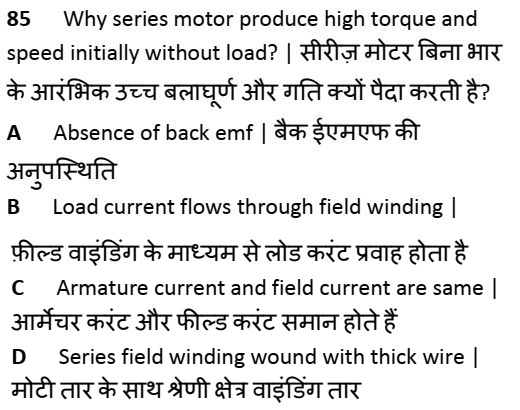 85 Why series motor produce high torque and
speed initially without load? | सीरीज़ मोटर बिना भार
के आरंभिक उच्च बलाघूर्ण और गति क्यों पैदा करती है?
A Absence of back emf | बैक ईएमएफ की
अनुपस्थिति
B Load current flows through field winding |
फ़ील्ड वाइंडिंग के माध्यम से लोड करंट प्रवाह होता है
C Armature current and field current are same |
आर्मेचर करंट और फील्ड करंट समान होते हैं
D Series field winding wound with thick wire |
मोटी तार के साथ श्रेणी क्षेत्र वाइंडिंग तार